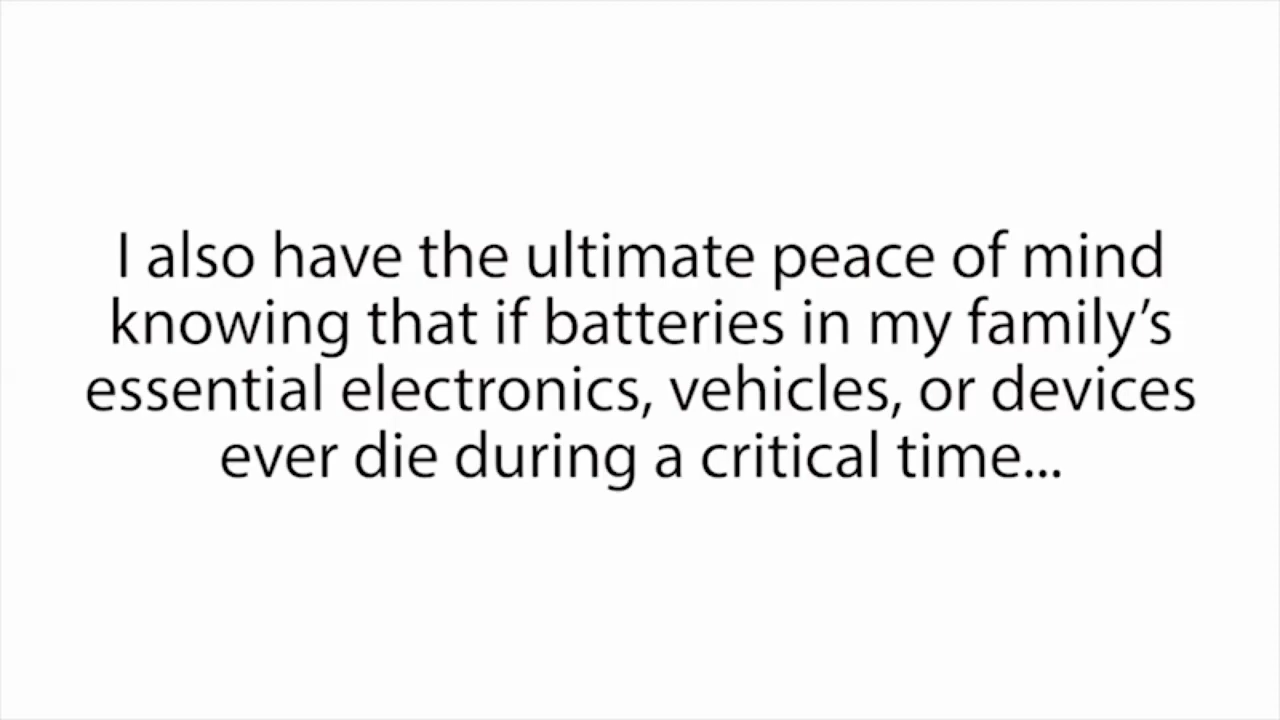 I also have the ultimate peace of mind
knowing that if batteries in my family’s
essential electronics, vehicles, or devices
ever die during a critical time...